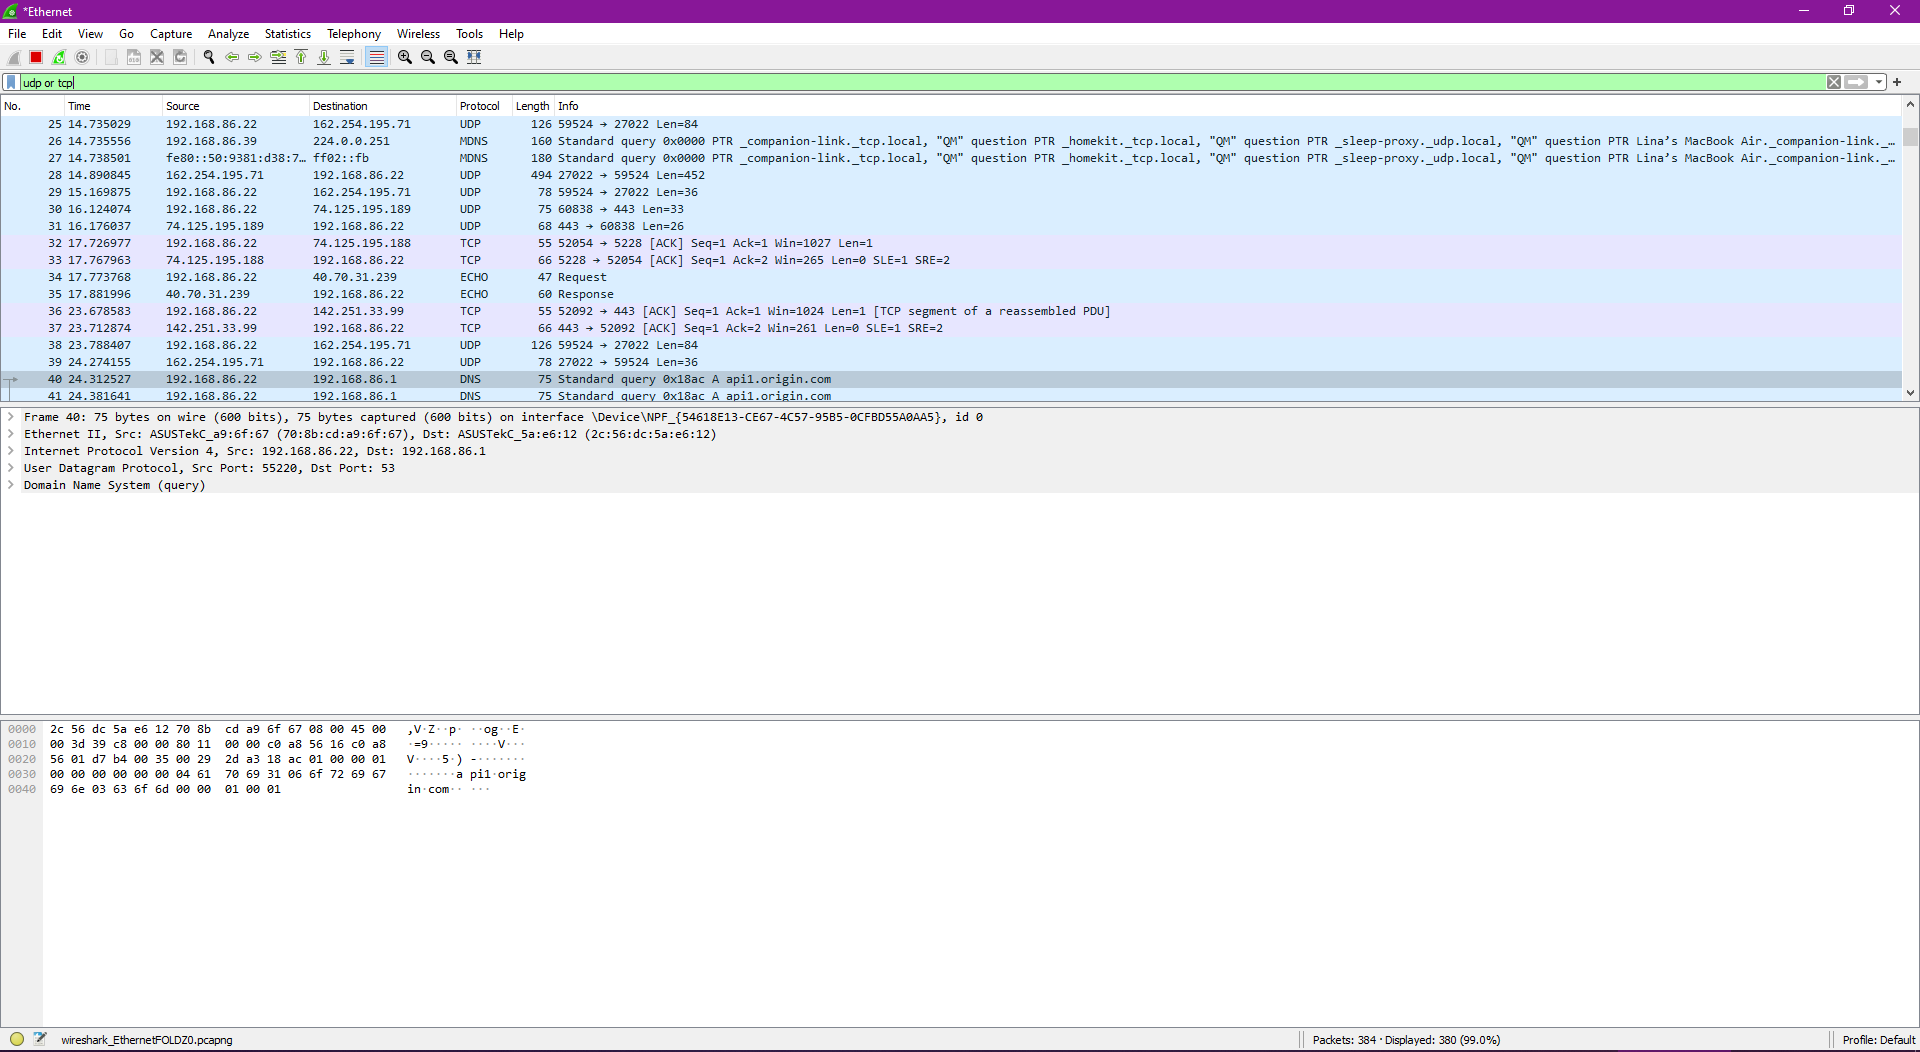 *Ethernet
File Edit View Go Capture Analyze Statistics Telephony Wireless Tools Help
udp or tcp
No. Time Source Destination Protocol Length Info
25 14.735029 192.168.86.22 162.254.195.71 UDP 126 59524 → 27022 Len=84
26 14.735556 192.168.86.39 224.0.0.251 MDNS 160 Standard query 0x0000 PTR _companion-link._tcp.local, "QM" question PTR _homekit._tcp.local, "QM" question PTR _sleep-proxy._udp.local, "QM" question PTR Lina’s MacBook Air._companion-link._…
27 14.738501 fe80::50:9381:d38:7… ff02::fb MDNS 180 Standard query 0x0000 PTR _companion-link._tcp.local, "QM" question PTR _homekit._tcp.local, "QM" question PTR _sleep-proxy._udp.local, "QM" question PTR Lina’s MacBook Air._companion-link._…
28 14.890845 162.254.195.71 192.168.86.22 UDP 494 27022 → 59524 Len=452
29 15.169875 192.168.86.22 162.254.195.71 UDP 78 59524 → 27022 Len=36
30 16.124074 192.168.86.22 74.125.195.189 UDP 75 60838 → 443 Len=33
31 16.176037 74.125.195.189 192.168.86.22 UDP 68 443 → 60838 Len=26
32 17.726977 192.168.86.22 74.125.195.188 TCP 55 52054 → 5228 [ACK] Seq=1 Ack=1 Win=1027 Len=1
33 17.767963 74.125.195.188 192.168.86.22 TCP 66 5228 → 52054 [ACK] Seq=1 Ack=2 Win=265 Len=0 SLE=1 SRE=2
34 17.773768 192.168.86.22 40.70.31.239 ECHO 47 Request
35 17.881996 40.70.31.239 192.168.86.22 ECHO 60 Response
36 23.678583 192.168.86.22 142.251.33.99 TCP 55 52092 → 443 [ACK] Seq=1 Ack=1 Win=1024 Len=1 [TCP segment of a reassembled PDU]
37 23.712874 142.251.33.99 192.168.86.22 TCP 66 443 → 52092 [ACK] Seq=1 Ack=2 Win=261 Len=0 SLE=1 SRE=2
38 23.788407 192.168.86.22 162.254.195.71 UDP 126 59524 → 27022 Len=84
39 24.274155 162.254.195.71 192.168.86.22 UDP 78 27022 → 59524 Len=36
40 24.312527 192.168.86.22 192.168.86.1 DNS 75 Standard query 0x18ac A api1.origin.com
41 24.381641 192.168.86.22 192.168.86.1 DNS 75 Standard query 0x18ac A api1.origin.com
Frame 40: 75 bytes on wire (600 bits), 75 bytes captured (600 bits) on interface \Device\NPF_{54618E13-CE67-4C57-95B5-0CFBD55A0AA5}, id 0
Ethernet II, Src: ASUSTekC_a9:6f:67 (70:8b:cd:a9:6f:67), Dst: ASUSTekC_5a:e6:12 (2c:56:dc:5a:e6:12)
Internet Protocol Version 4, Src: 192.168.86.22, Dst: 192.168.86.1
User Datagram Protocol, Src Port: 55220, Dst Port: 53
Domain Name System (query)
0000 2c 56 dc 5a e6 12 70 8b cd a9 6f 67 08 00 45 00 ,V·Z··p· ··og··E·
0010 00 3d 39 c8 00 00 80 11 00 00 c0 a8 56 16 c0 a8 ·=9····· ····V···
0020 56 01 d7 b4 00 35 00 29 2d a3 18 ac 01 00 00 01 V····5·) -·······
0030 00 00 00 00 00 00 04 61 70 69 31 06 6f 72 69 67 ·······a pi1·orig
0040 69 6e 03 63 6f 6d 00 00 01 00 01 in·com·· ···
wireshark_EthernetFOLDZ0.pcapng Packets: 384 · Displayed: 380 (99.0%) Profile: Default